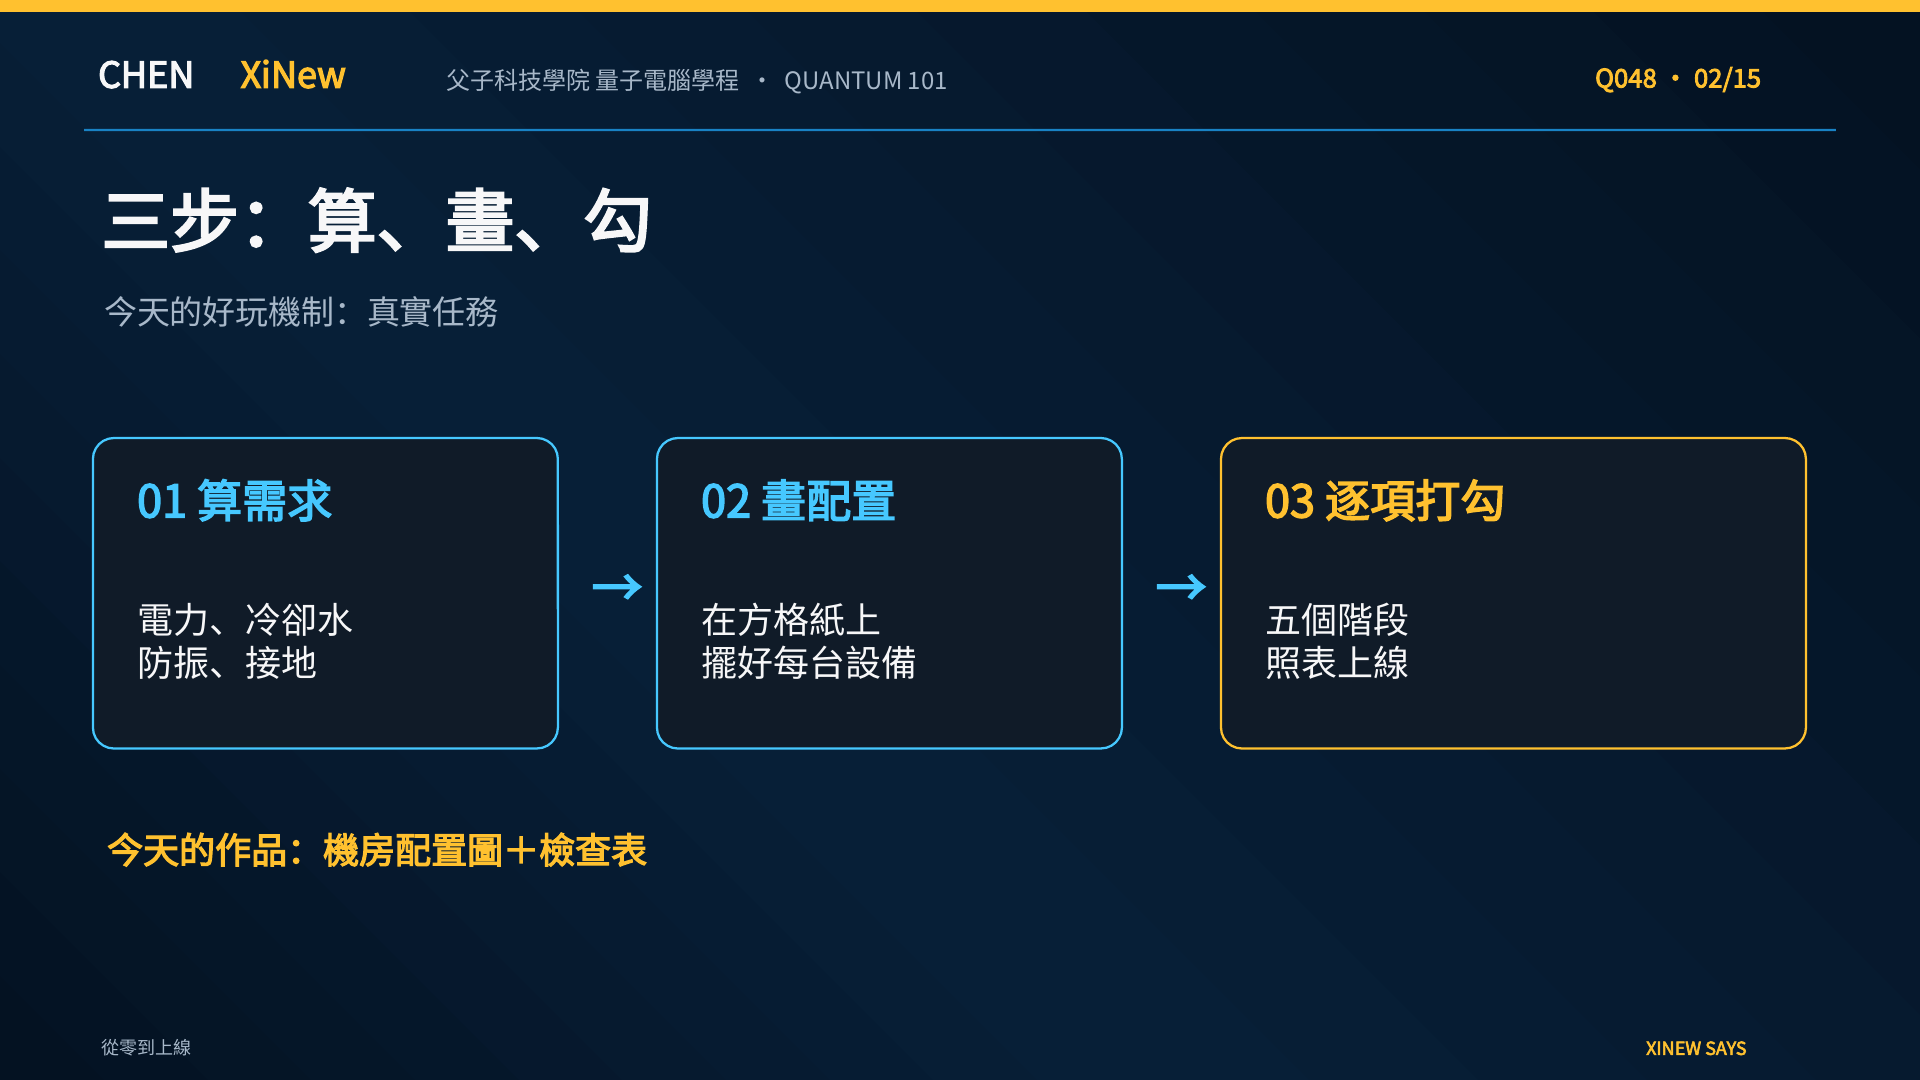 CHEN XiNew 父子科技學院 量子電腦學程 ・ QUANTUM 101 Q048 ・ 02/15
三步：算、畫、勾
今天的好玩機制：真實任務
01 算需求
電力、冷卻水
防振、接地
→
02 畫配置
在方格紙上
擺好每台設備
→
03 逐項打勾
五個階段
照表上線
今天的作品：機房配置圖＋檢查表
從零到上線
XINEW SAYS